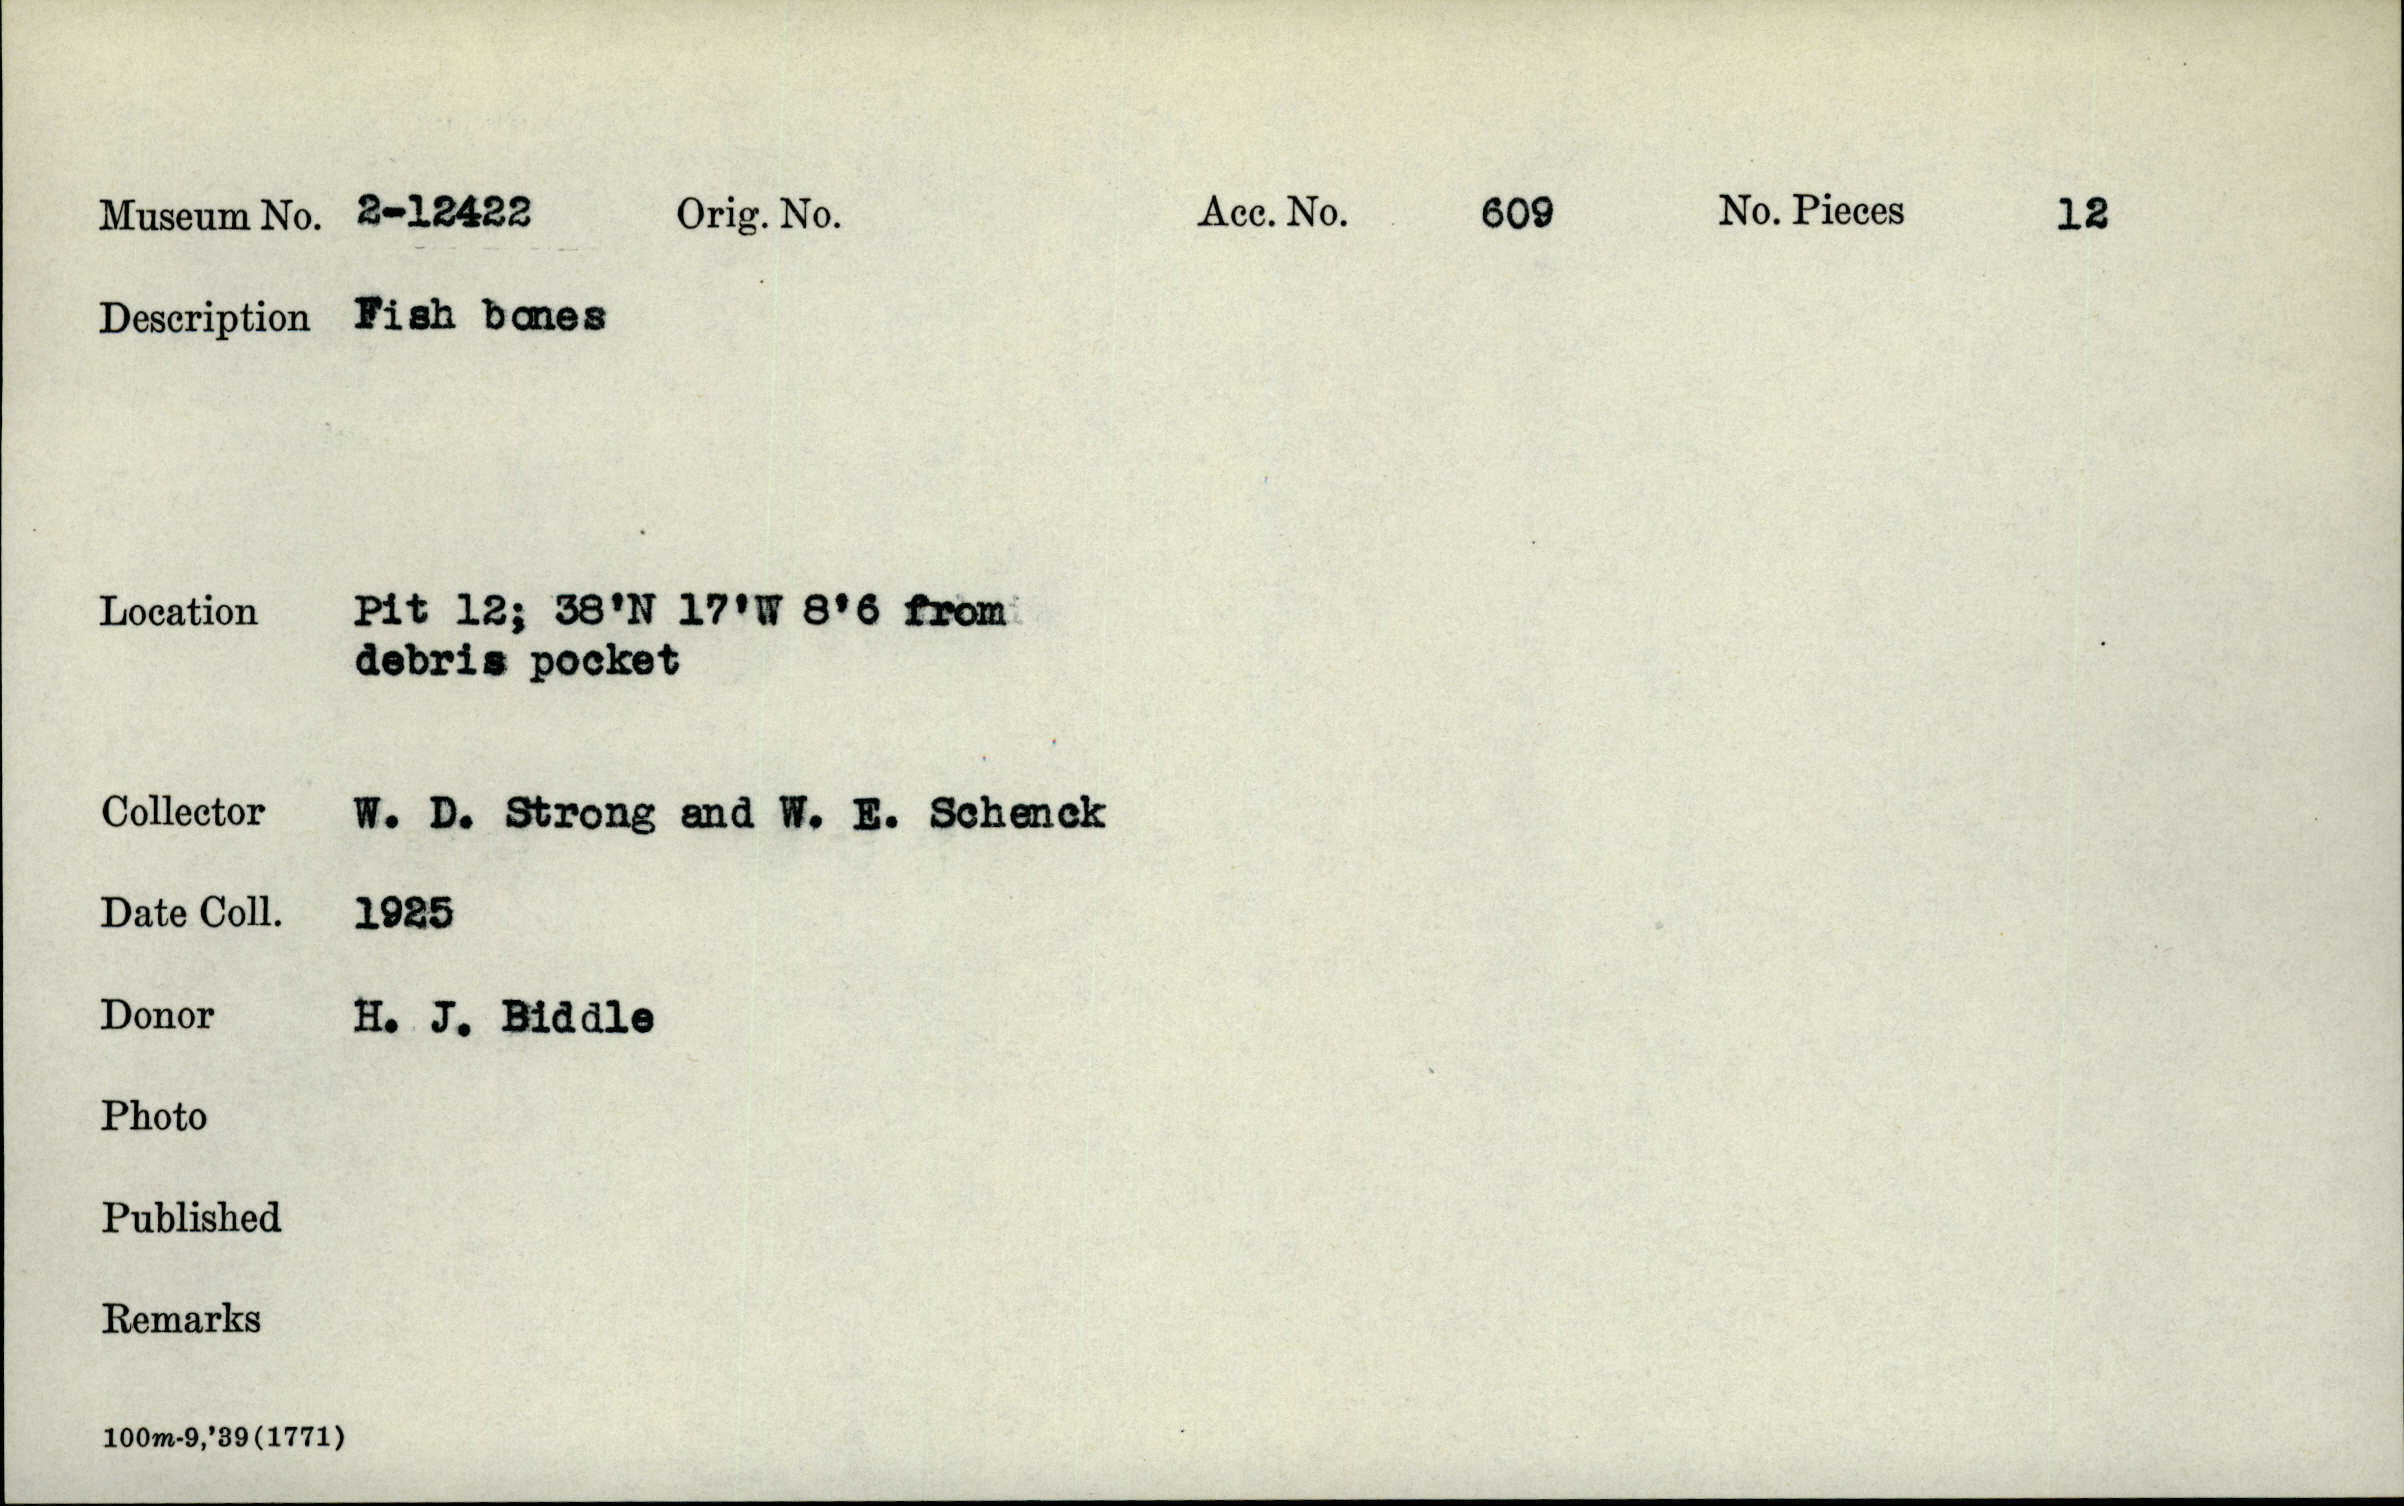 Museum No. 2-12422 Orig. No. Acc. No. 609 No. Pieces 12
Description Fish bones
Location Pit 12; 38'N 17'W 8'6 from
debris pocket
Collector W. D. Strong and W. E. Schenck
Date Coll. 1925
Donor H. J. Biddle
Photo
Published
Remarks
100m-9,'39(1771)